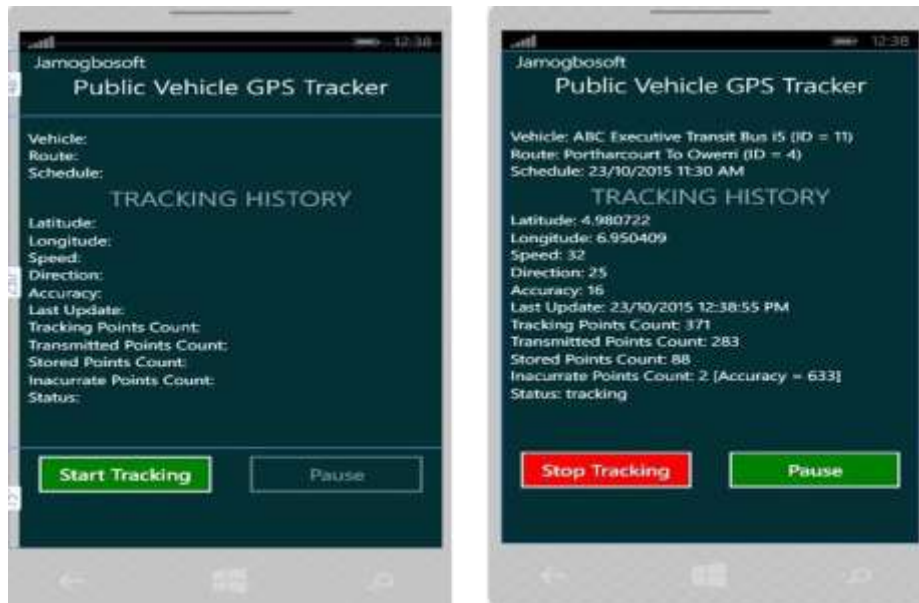 12:38
Jamogbosoft
Public Vehicle GPS Tracker
Vehicle:
Route:
Schedule:
TRACKING HISTORY
Latitude:
Longitude:
Speed:
Direction:
Accuracy:
Last Update:
Tracking Points Count:
Transmitted Points Count:
Stored Points Count:
Inacurrate Points Count:
Status:
Start Tracking
Pause
12:38
Jamogbosoft
Public Vehicle GPS Tracker
Vehicle: ABC Executive Transit Bus i5 (ID = 11)
Route: Portharcourt To Owerri (ID = 4)
Schedule: 23/10/2015 11:30 AM
TRACKING HISTORY
Latitude: 4.980722
Longitude: 6.950409
Speed: 32
Direction: 25
Accuracy: 16
Last Update: 23/10/2015 12:38:55 PM
Tracking Points Count: 371
Transmitted Points Count: 283
Stored Points Count: 88
Inacurrate Points Count: 2 [Accuracy = 633]
Status: tracking
Stop Tracking
Pause